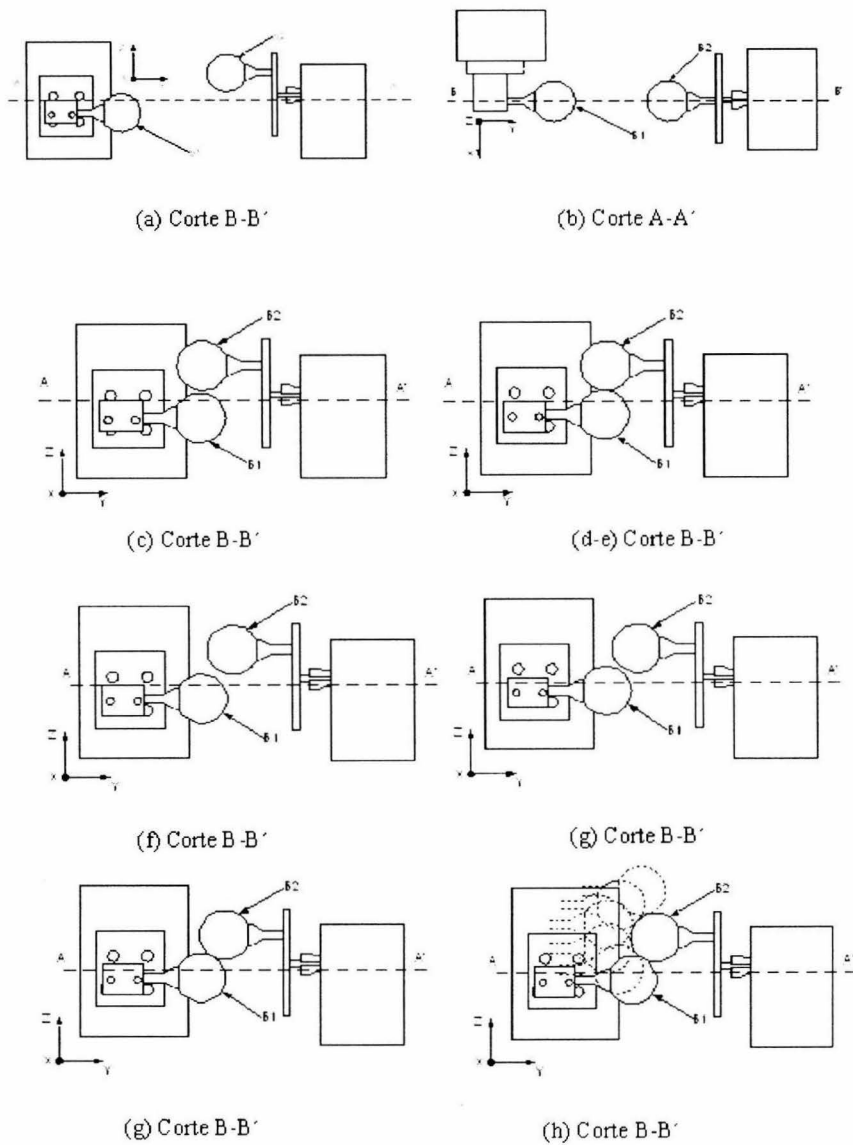 A
(a) Corte B-B´
B2
B
B'
B1
Y
X
(b) Corte A-A´
B2
A
A'
B1
X
Y
(c) Corte B-B´
B2
A
A'
B1
X
Y
(d-e) Corte B-B´
B2
A
A'
B1
X
Y
(f) Corte B-B´
B2
A
A'
B1
X
Y
(g) Corte B-B´
B2
A
A'
B1
X
Y
(g) Corte B-B´
B2
A
A'
B1
X
Y
(h) Corte B-B´